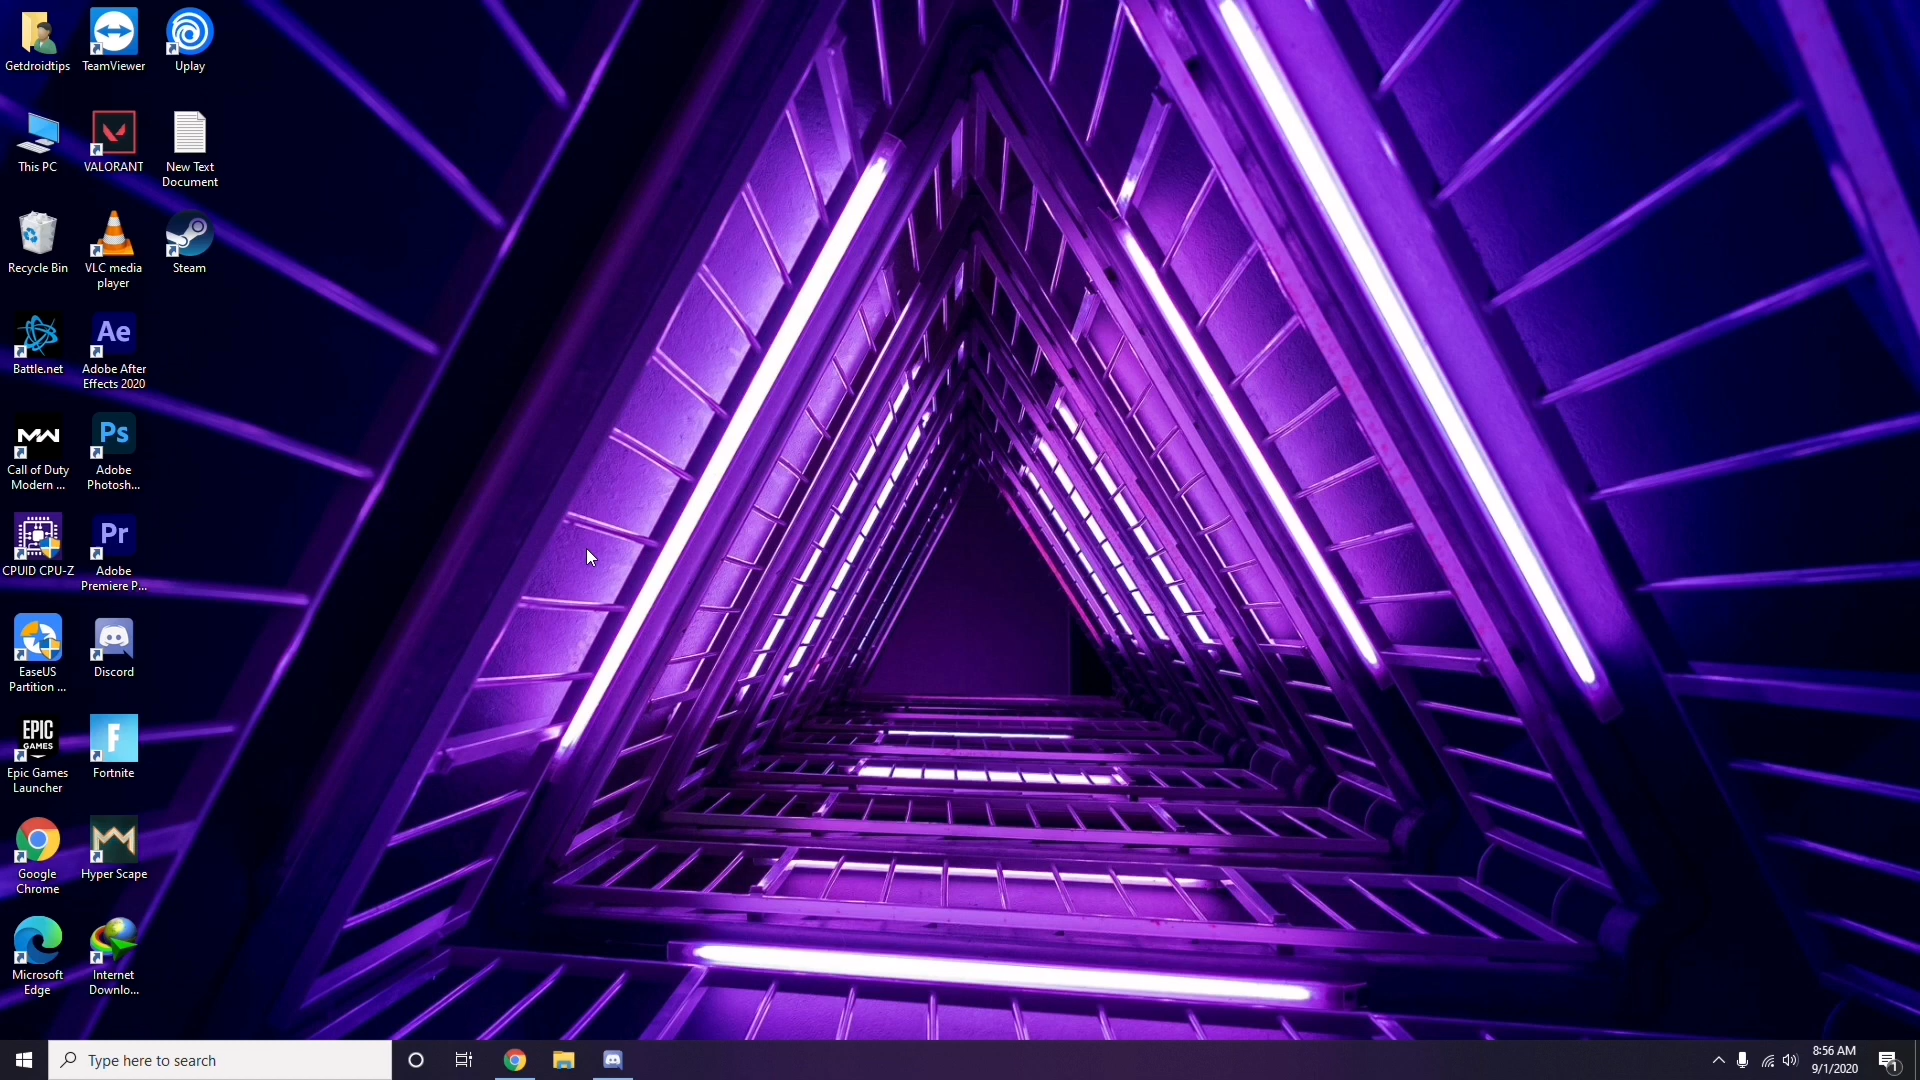 Getdroidtips
TeamViewer
Uplay
This PC
VALORANT
New Text
Document
Recycle Bin
VLC media
player
Steam
Battle.net
Ae
Adobe After
Effects 2020
MW
Call of Duty
Modern ...
Ps
Adobe
Photosh...
CPUID CPU-Z
Pr
Adobe
Premiere P...
EaseUS
Partition ...
Discord
EPIC
GAMES
Epic Games
Launcher
F
Fortnite
Google
Chrome
Hyper Scape
Microsoft
Edge
Internet
Downlo...
Type here to search
8:56 AM
9/1/2020
1